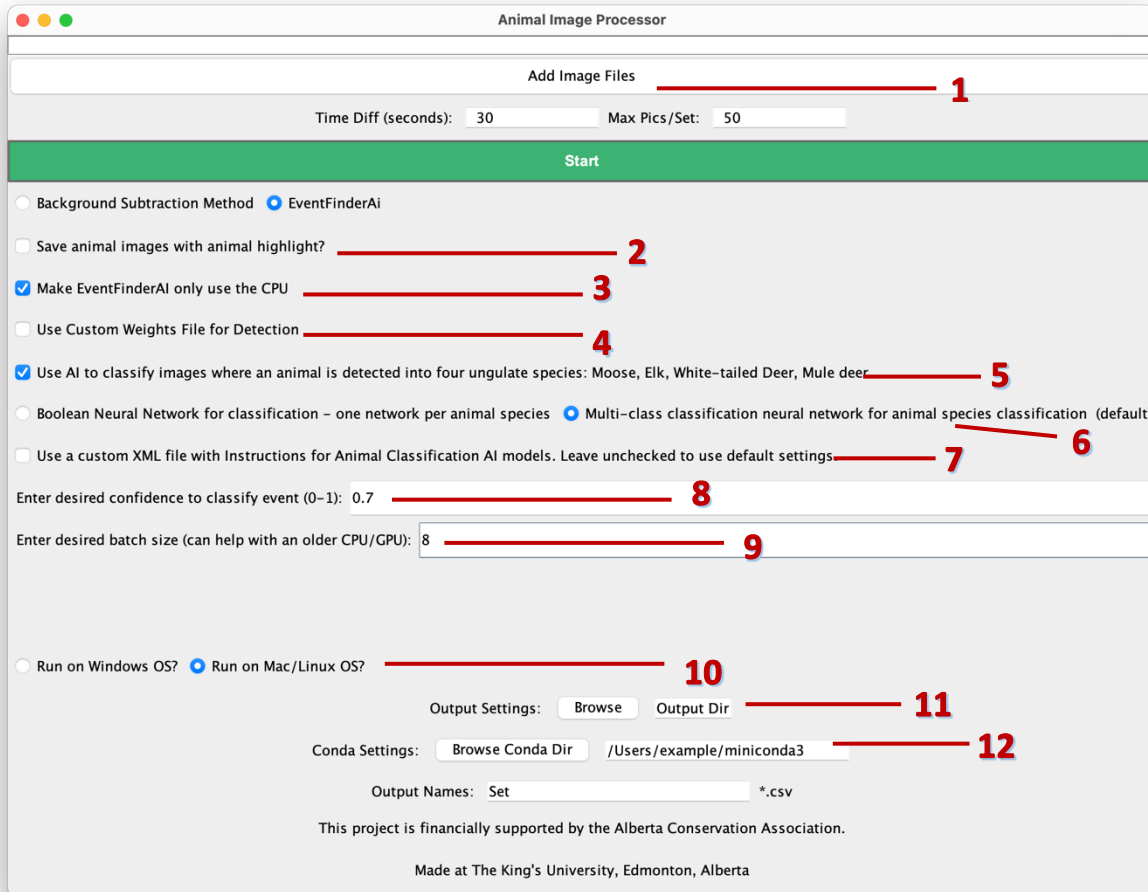 Animal Image Processor
Add Image Files
1
Time Diff (seconds): 30 Max Pics/Set: 50
Start
Background Subtraction Method EventFinderAi
Save animal images with animal highlight?
2
Make EventFinderAI only use the CPU
3
Use Custom Weights File for Detection
4
Use AI to classify images where an animal is detected into four ungulate species: Moose, Elk, White-tailed Deer, Mule deer
5
Boolean Neural Network for classification - one network per animal species Multi-class classification neural network for animal species classification (default
6
Use a custom XML file with Instructions for Animal Classification AI models. Leave unchecked to use default settings.
7
Enter desired confidence to classify event (0-1): 0.7
8
Enter desired batch size (can help with an older CPU/GPU): 8
9
Run on Windows OS? Run on Mac/Linux OS?
10
Output Settings: Browse Output Dir
11
Conda Settings: Browse Conda Dir /Users/example/miniconda3
12
Output Names: Set *.csv
This project is financially supported by the Alberta Conservation Association.
Made at The King's University, Edmonton, Alberta